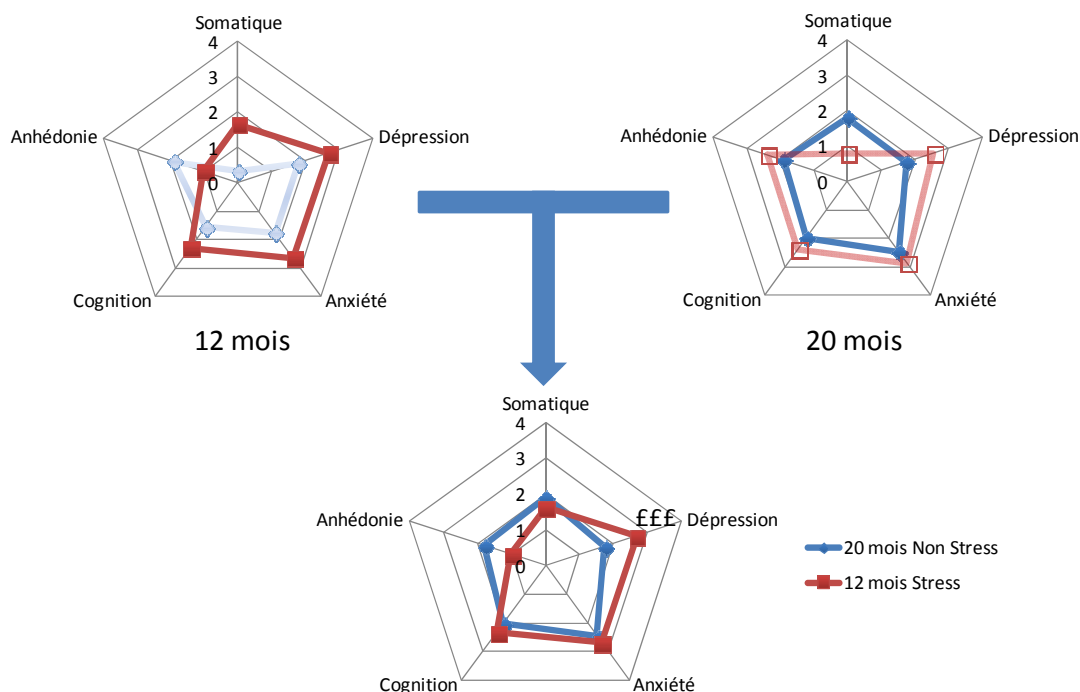 Somatique
4
3
2
1
0
Anhédonie
Dépression
Cognition
Anxiété
12 mois
Somatique
4
3
2
1
0
Anhédonie
Dépression
Cognition
Anxiété
20 mois
Somatique
4
3
2
1
0
Anhédonie
£££
Dépression
Cognition
Anxiété
20 mois Non Stress
12 mois Stress